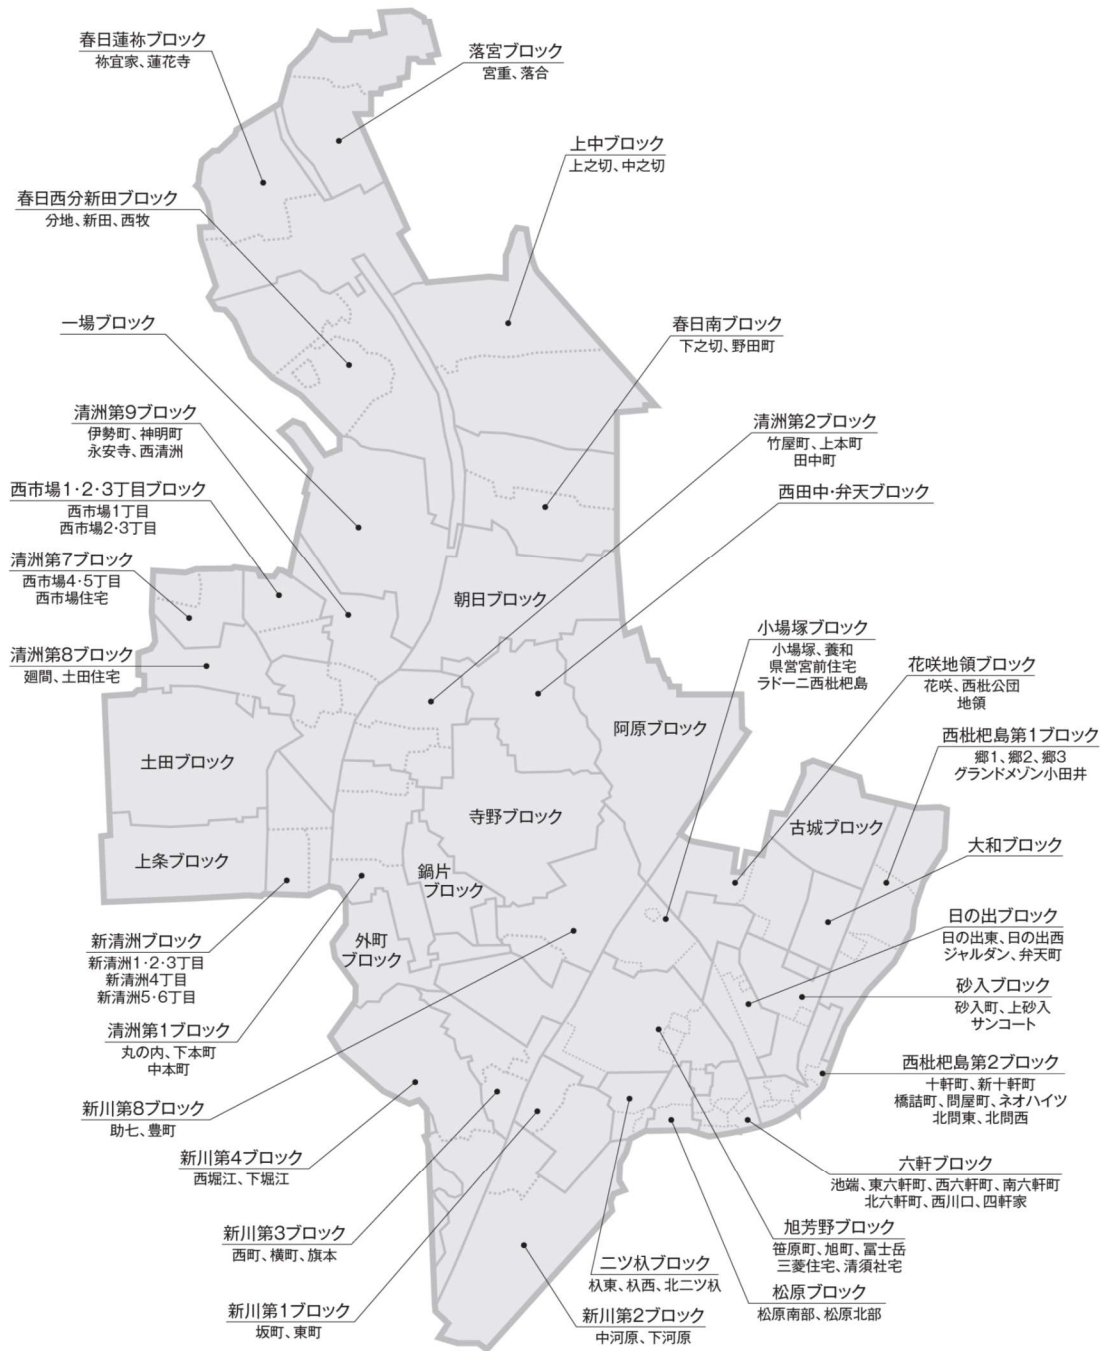 春日蓮祢ブロック
祢宜家、蓮花寺
落宮ブロック
宮重、落合
上中ブロック
上之切、中之切
春日西分新田ブロック
分地、新田、西牧
一場ブロック
春日南ブロック
下之切、野田町
清洲第9ブロック
伊勢町、神明町
永安寺、西清洲
清洲第2ブロック
竹屋町、上本町
田中町
西市場1・2・3丁目ブロック
西市場1丁目
西市場2・3丁目
西田中・弁天ブロック
清洲第7ブロック
西市場4・5丁目
西市場住宅
朝日ブロック
小場塚ブロック
小場塚、養和
県営宮前住宅
ラドーニ西枇杷島
清洲第8ブロック
廻間、土田住宅
花咲地領ブロック
花咲、西枇公団
地領
阿原ブロック
西枇杷島第1ブロック
郷1、郷2、郷3
グランドメゾン小田井
土田ブロック
寺野ブロック
古城ブロック
大和ブロック
上条ブロック
鍋片
ブロック
日の出ブロック
日の出東、日の出西
ジャルダン、弁天町
新清洲ブロック
新清洲1・2・3丁目
新清洲4丁目
新清洲5・6丁目
外町
ブロック
砂入ブロック
砂入町、上砂入
サンコート
清洲第1ブロック
丸の内、下本町
中本町
西枇杷島第2ブロック
十軒町、新十軒町
橋詰町、問屋町、ネオハイツ
北問東、北問西
新川第8ブロック
助七、豊町
新川第4ブロック
西堀江、下堀江
六軒ブロック
池端、東六軒町、西六軒町、南六軒町
北六軒町、西川口、四軒家
新川第3ブロック
西町、横町、旗本
旭芳野ブロック
笹原町、旭町、冨士岳
三菱住宅、清須社宅
二ツ杁ブロック
杁東、杁西、北二ツ杁
松原ブロック
松原南部、松原北部
新川第1ブロック
坂町、東町
新川第2ブロック
中河原、下河原